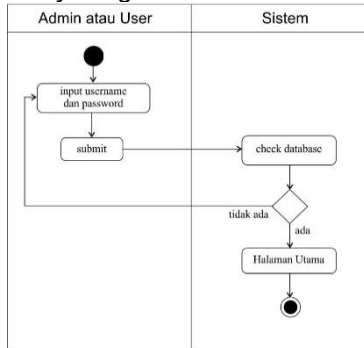 Admin atau User
Sistem
input username
dan password
submit
check database
tidak ada
ada
Halaman Utama